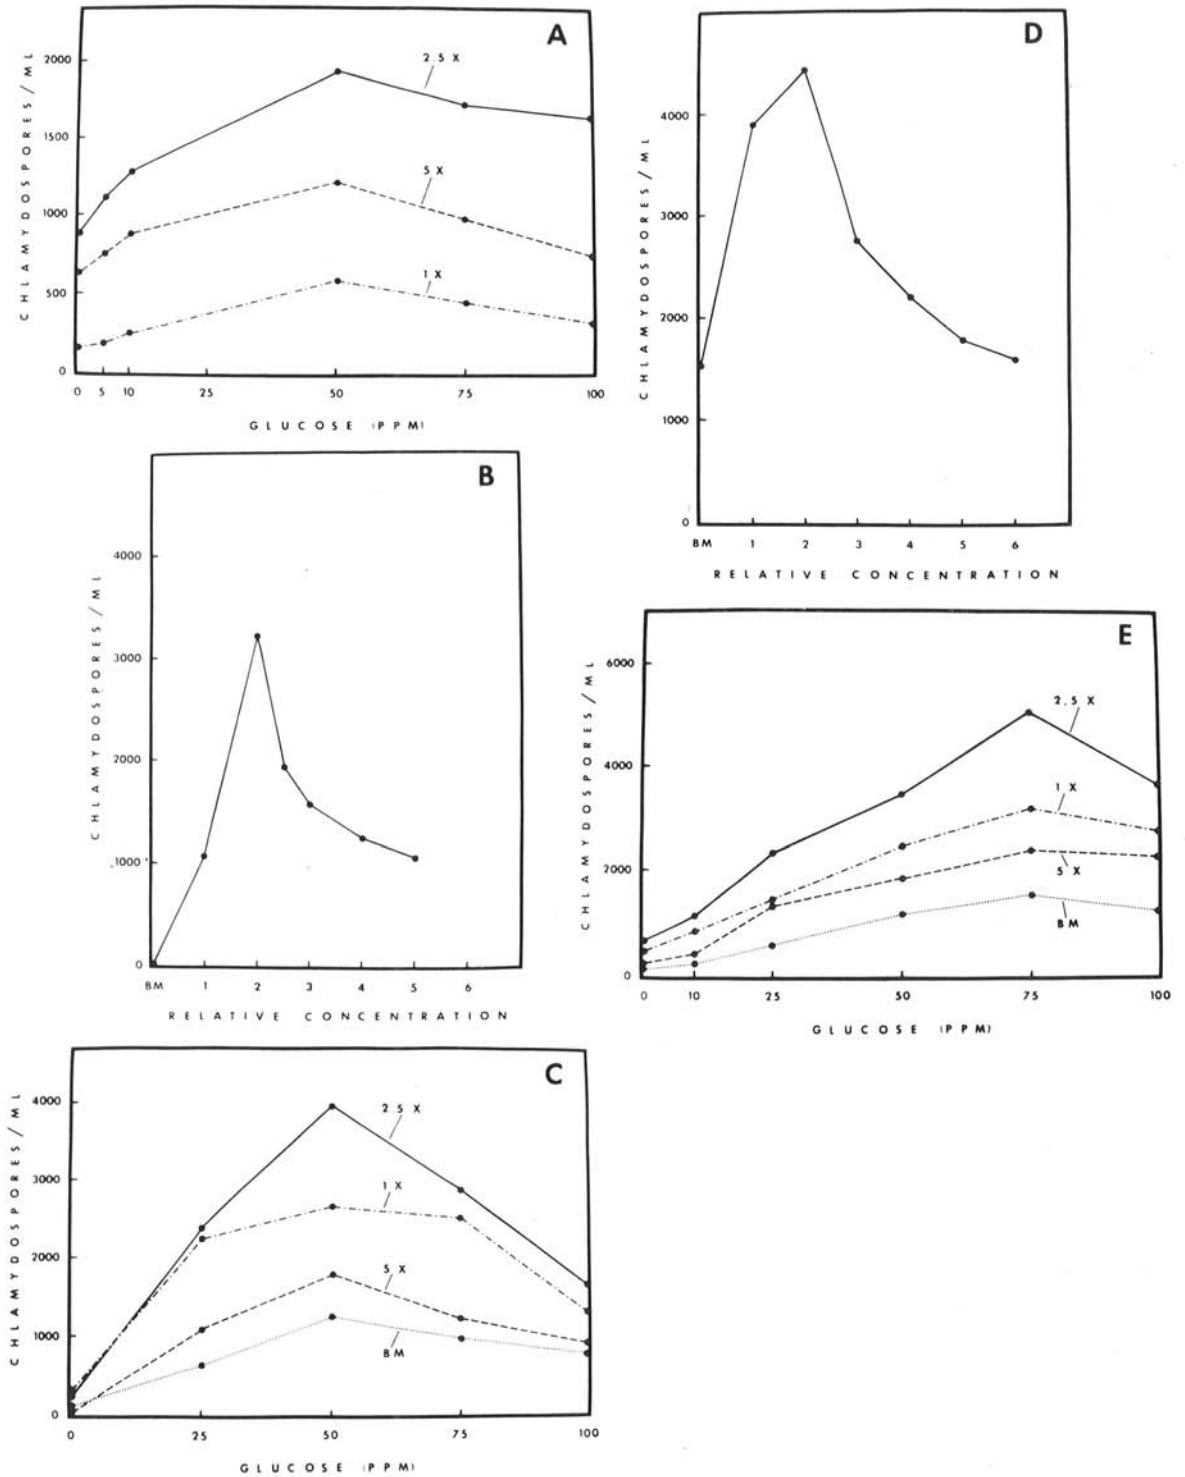 A
CHLAMYDOSPORES/ML
2000
1500
1000
500
0
2.5 X
5 X
1 X
0 5 10 25 50 75 100
GLUCOSE (PPM)
B
CHLAMYDOSPORES/ML
4000
3000
2000
1000
0
BM 1 2 3 4 5 6
RELATIVE CONCENTRATION
C
CHLAMYDOSPORES/ML
4000
3000
2000
1000
0
2 5 X
1 X
5 X
BM
0 25 50 75 100
GLUCOSE (PPM)
D
CHLAMYDOSPORES/ML
4000
3000
2000
1000
0
BM 1 2 3 4 5 6
RELATIVE CONCENTRATION
E
CHLAMYDOSPORES/ML
6000
4000
2000
0
2.5 X
1 X
5 X
BM
0 10 25 50 75 100
GLUCOSE (PPM)